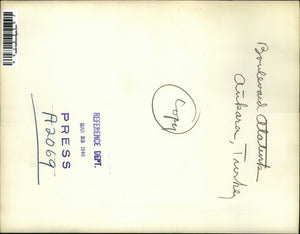 Boulevard Ataturk
Ankara, Turkey
Copy
REFERENCE DEPT.
PRESS
A2069